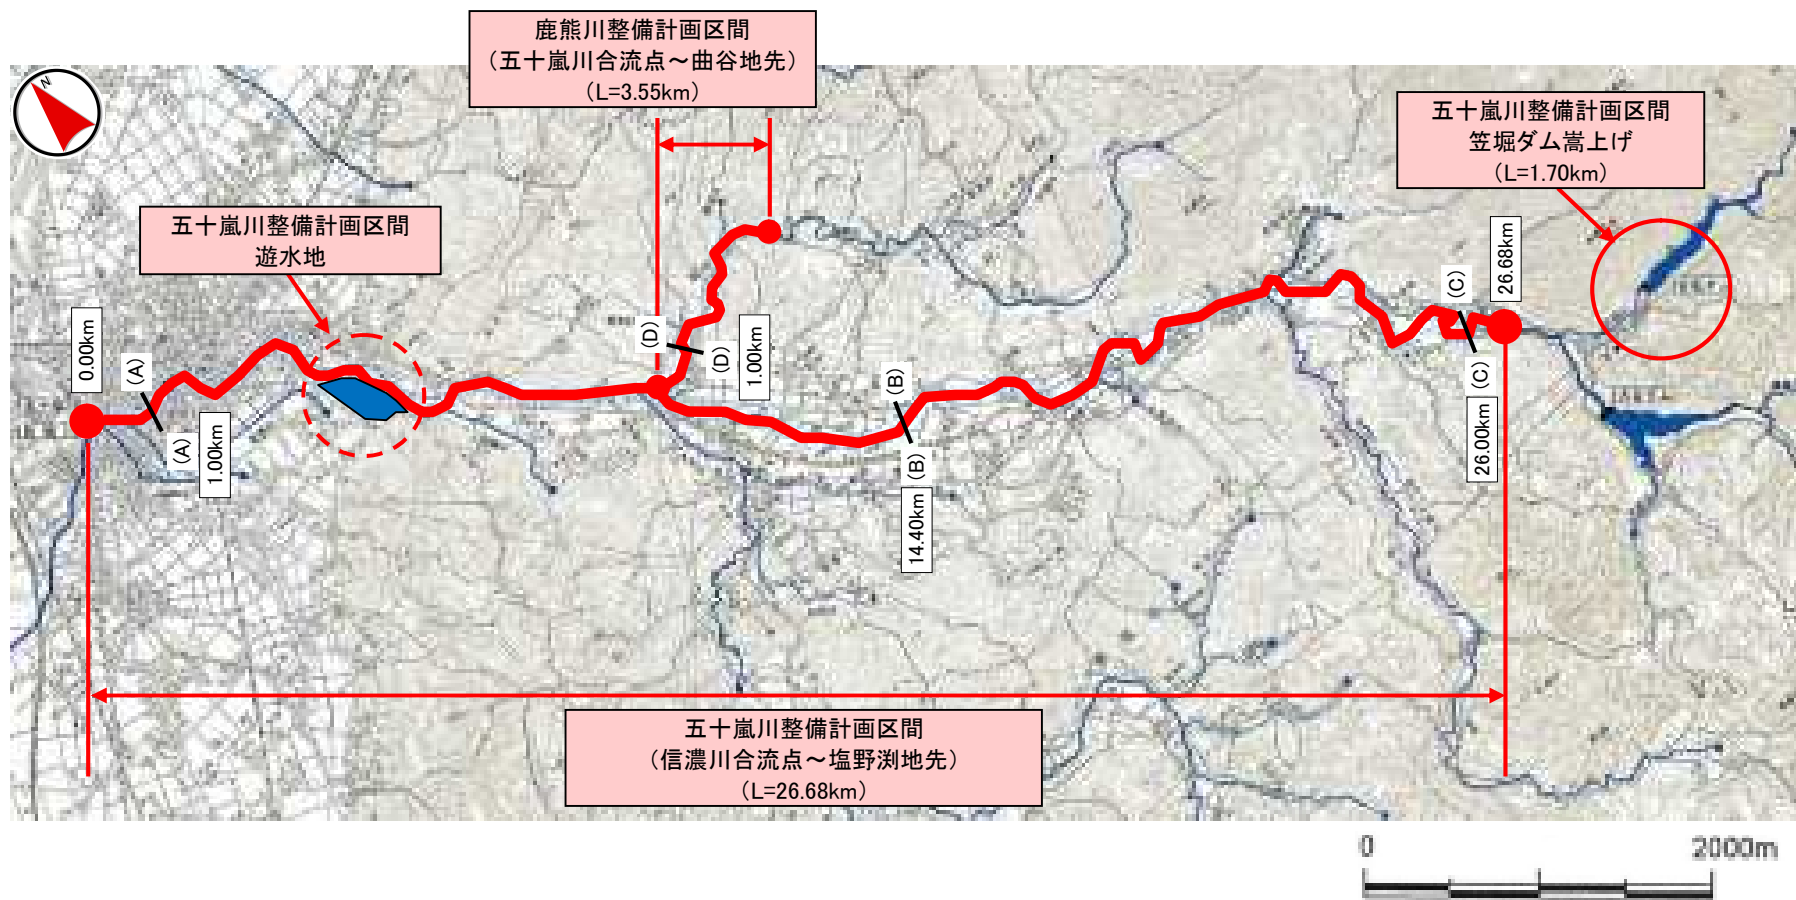 鹿熊川整備計画区間
（五十嵐川合流点～曲谷地先）
（L=3.55km）
五十嵐川整備計画区間
笠堀ダム嵩上げ
（L=1.70km）
N
五十嵐川整備計画区間
遊水地
0.00km
(A)
(A)
1.00km
(D)
(D)
1.00km
(B)
(B)
14.40km
(C)
(C)
26.00km
26.68km
五十嵐川整備計画区間
（信濃川合流点～塩野渕地先）
（L=26.68km）
0
2000m